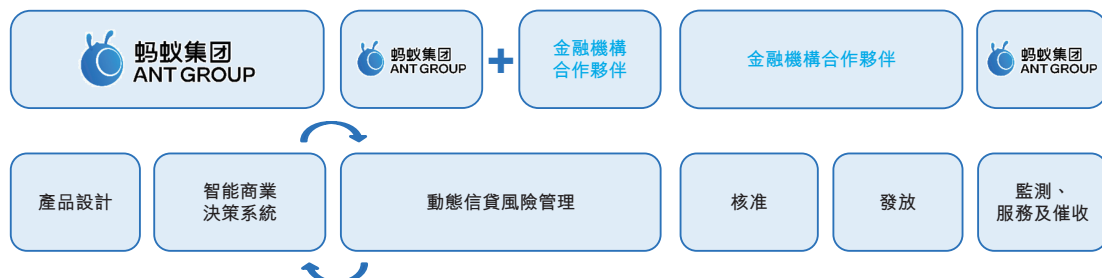 蚂蚁集团
ANT GROUP
蚂蚁集团
ANT GROUP
+
金融機構
合作夥伴
金融機構合作夥伴
蚂蚁集团
ANT GROUP
產品設計
智能商業
決策系統
動態信貸風險管理
核准
發放
監測、
服務及催收